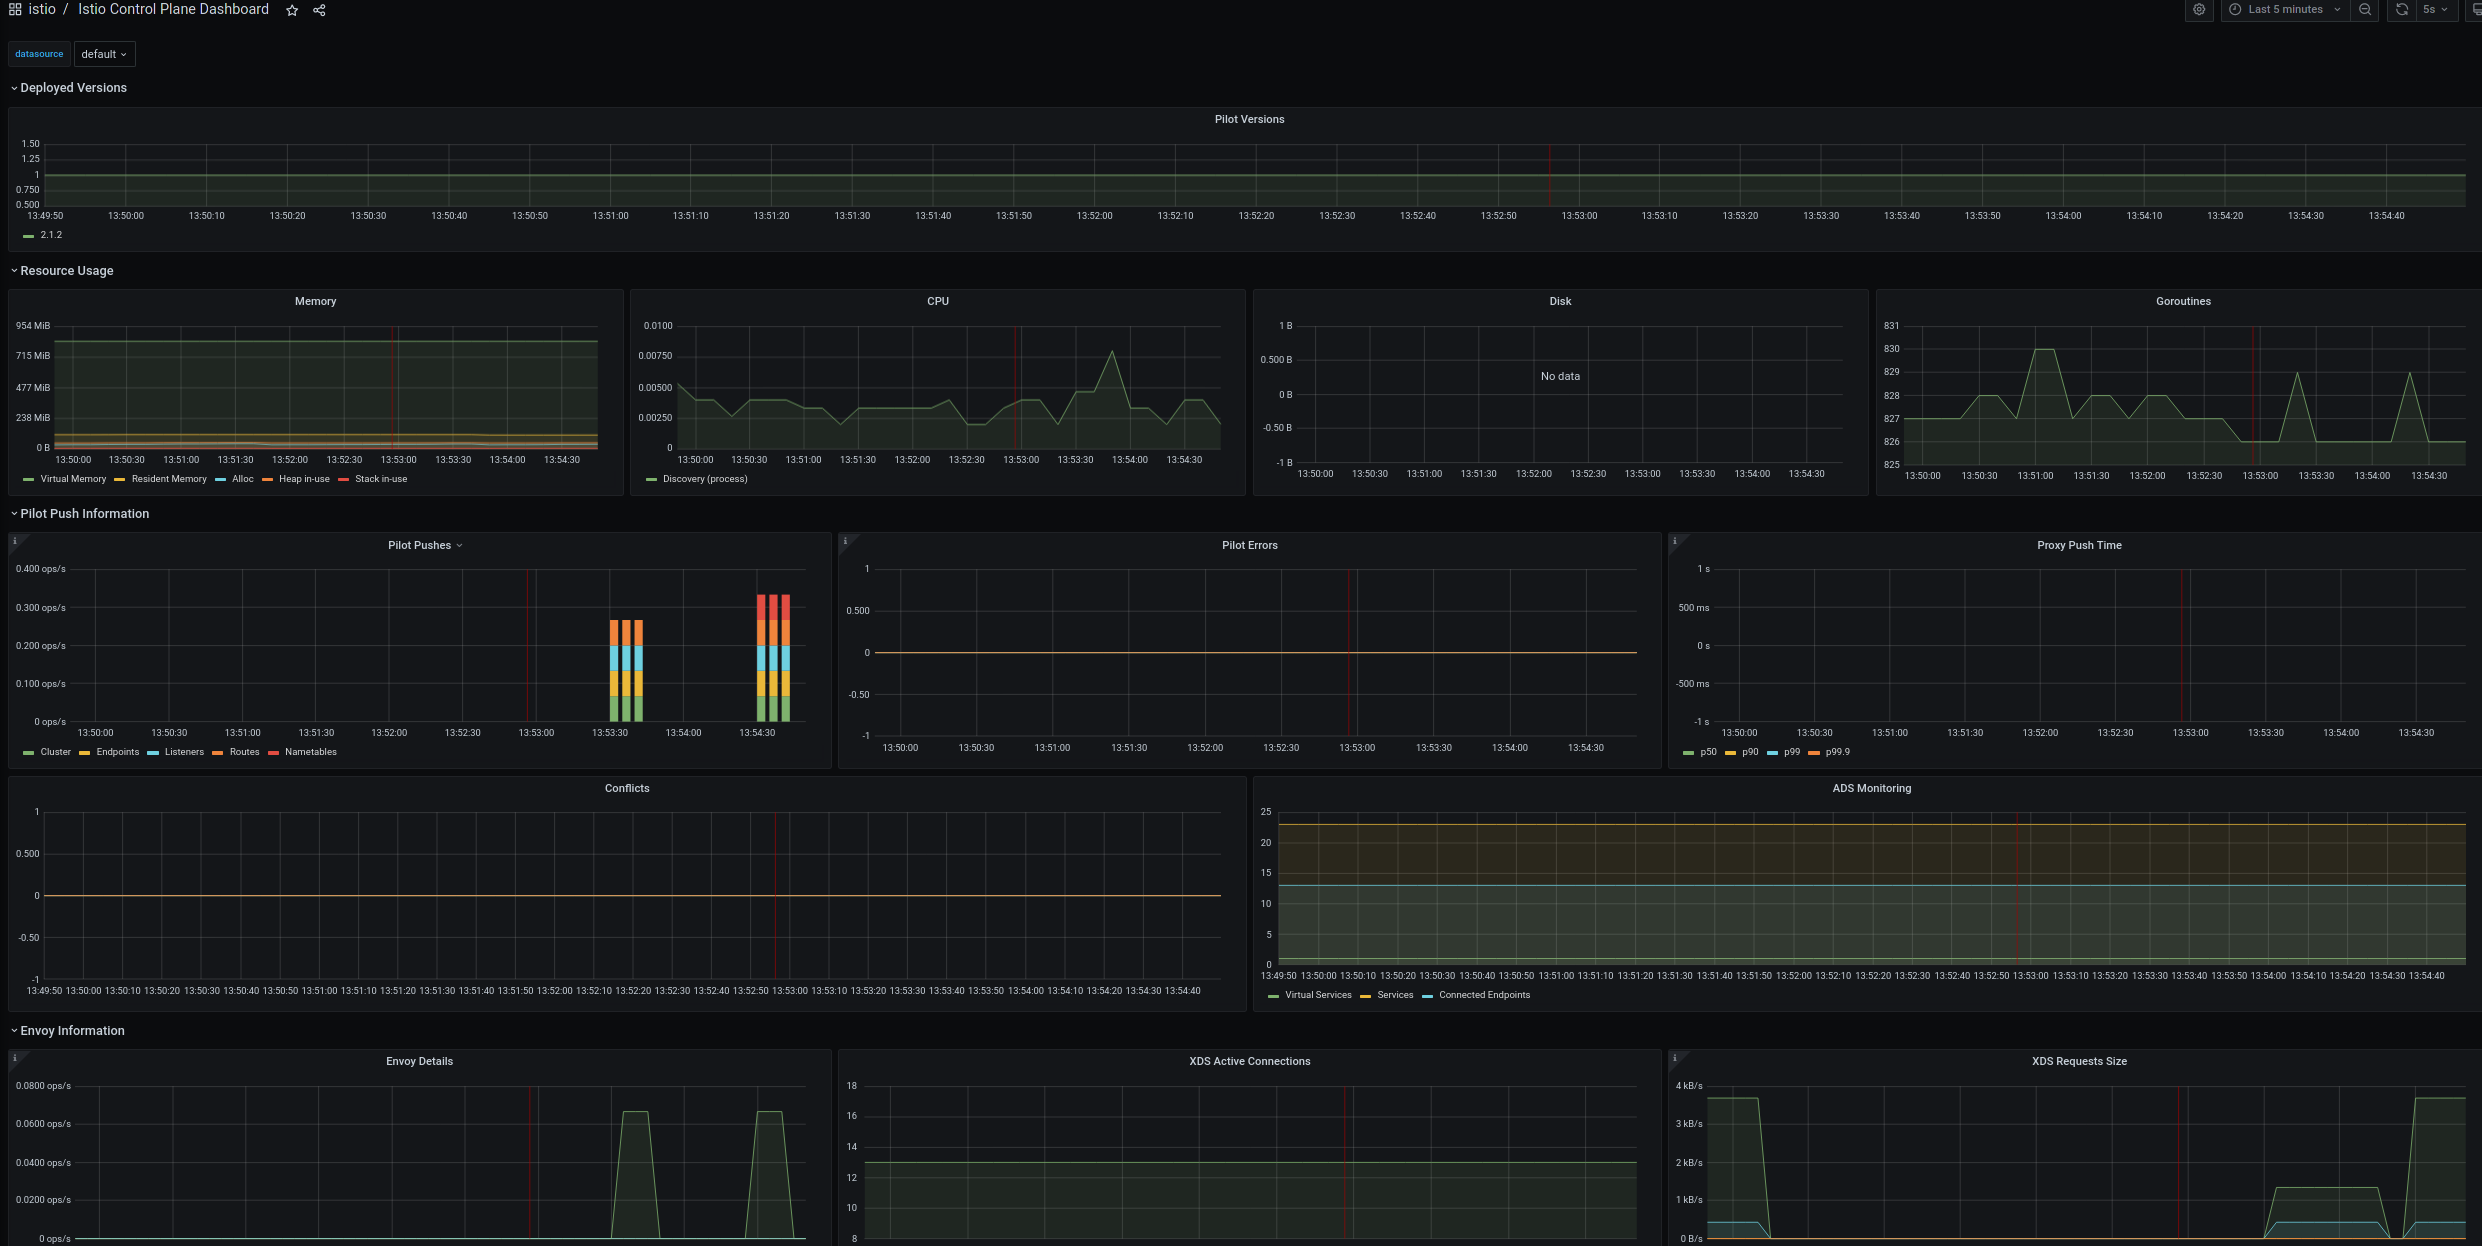 istio / Istio Control Plane Dashboard
Last 5 minutes
5s
datasource default
Deployed Versions
Pilot Versions
1.50
1.25
1
0.750
0.500
13:49:50 13:50:00 13:50:10 13:50:20 13:50:30 13:50:40 13:50:50 13:51:00 13:51:10 13:51:20 13:51:30 13:51:40 13:51:50 13:52:00 13:52:10 13:52:20 13:52:30 13:52:40 13:52:50 13:53:00 13:53:10 13:53:20 13:53:30 13:53:40 13:53:50 13:54:00 13:54:10 13:54:20 13:54:30 13:54:40
2.1.2
Resource Usage
Memory
954 MiB
715 MiB
477 MiB
238 MiB
0 B
13:50:00 13:50:30 13:51:00 13:51:30 13:52:00 13:52:30 13:53:00 13:53:30 13:54:00 13:54:30
Virtual Memory Resident Memory Alloc Heap in-use Stack in-use
CPU
0.0100
0.00750
0.00500
0.00250
0
13:50:00 13:50:30 13:51:00 13:51:30 13:52:00 13:52:30 13:53:00 13:53:30 13:54:00 13:54:30
Discovery (process)
Disk
1 B
0.500 B
0 B
-0.50 B
-1 B
No data
13:50:00 13:50:30 13:51:00 13:51:30 13:52:00 13:52:30 13:53:00 13:53:30 13:54:00 13:54:30
Goroutines
831
830
829
828
827
826
825
13:50:00 13:50:30 13:51:00 13:51:30 13:52:00 13:52:30 13:53:00 13:53:30 13:54:00 13:54:30
Pilot Push Information
Pilot Pushes
0.400 ops/s
0.300 ops/s
0.200 ops/s
0.100 ops/s
0 ops/s
13:50:00 13:50:30 13:51:00 13:51:30 13:52:00 13:52:30 13:53:00 13:53:30 13:54:00 13:54:30
Cluster Endpoints Listeners Routes Nametables
Pilot Errors
1
0.500
0
-0.50
-1
13:50:00 13:50:30 13:51:00 13:51:30 13:52:00 13:52:30 13:53:00 13:53:30 13:54:00 13:54:30
Proxy Push Time
1 s
500 ms
0 s
-500 ms
-1 s
13:50:00 13:50:30 13:51:00 13:51:30 13:52:00 13:52:30 13:53:00 13:53:30 13:54:00 13:54:30
p50 p90 p99 p99.9
Conflicts
1
0.500
0
-0.50
-1
13:49:50 13:50:00 13:50:10 13:50:20 13:50:30 13:50:40 13:50:50 13:51:00 13:51:10 13:51:20 13:51:30 13:51:40 13:51:50 13:52:00 13:52:10 13:52:20 13:52:30 13:52:40 13:52:50 13:53:00 13:53:10 13:53:20 13:53:30 13:53:40 13:53:50 13:54:00 13:54:10 13:54:20 13:54:30 13:54:40
ADS Monitoring
25
20
15
10
5
0
13:49:50 13:50:00 13:50:10 13:50:20 13:50:30 13:50:40 13:50:50 13:51:00 13:51:10 13:51:20 13:51:30 13:51:40 13:51:50 13:52:00 13:52:10 13:52:20 13:52:30 13:52:40 13:52:50 13:53:00 13:53:10 13:53:20 13:53:30 13:53:40 13:53:50 13:54:00 13:54:10 13:54:20 13:54:30 13:54:40
Virtual Services Services Connected Endpoints
Envoy Information
Envoy Details
0.0800 ops/s
0.0600 ops/s
0.0400 ops/s
0.0200 ops/s
0 ops/s
XDS Active Connections
18
16
14
12
10
8
XDS Requests Size
4 kB/s
3 kB/s
2 kB/s
1 kB/s
0 B/s